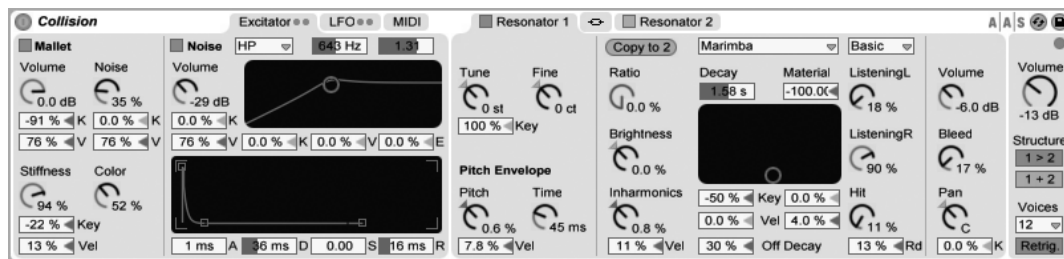 Collision
Excitator LFO MIDI
Resonator 1 Resonator 2
A A S
Mallet
Volume Noise
0.0 dB 35 %
-91 % K 0.0 % K
76 % V 76 % V
Stiffness Color
94 % 52 %
-22 % Key
13 % Vel
Noise HP 643 Hz 1.31
Volume
-29 dB
0.0 % K
76 % V 0.0 % K 0.0 % V 0.0 % E
1 ms A 36 ms D 0.00 S 16 ms R
Tune Fine
0 st 0 ct
100 % Key
Pitch Envelope
Pitch Time
0.6 % 45 ms
7.8 % Vel
Copy to 2 Marimba Basic
Ratio
0.0 %
Brightness
0.0 %
Inharmonics
0.8 %
11 % Vel
Decay Material
1.58 s -100.0
-50 % Key 0.0 %
0.0 % Vel 4.0 %
30 % Off Decay
ListeningL
18 %
ListeningR
90 %
Hit
11 %
13 % Rd
Volume
-6.0 dB
Bleed
17 %
Pan
C
0.0 % K
Volume
-13 dB
Structure
1 > 2
1 + 2
Voices
12
Retrig.